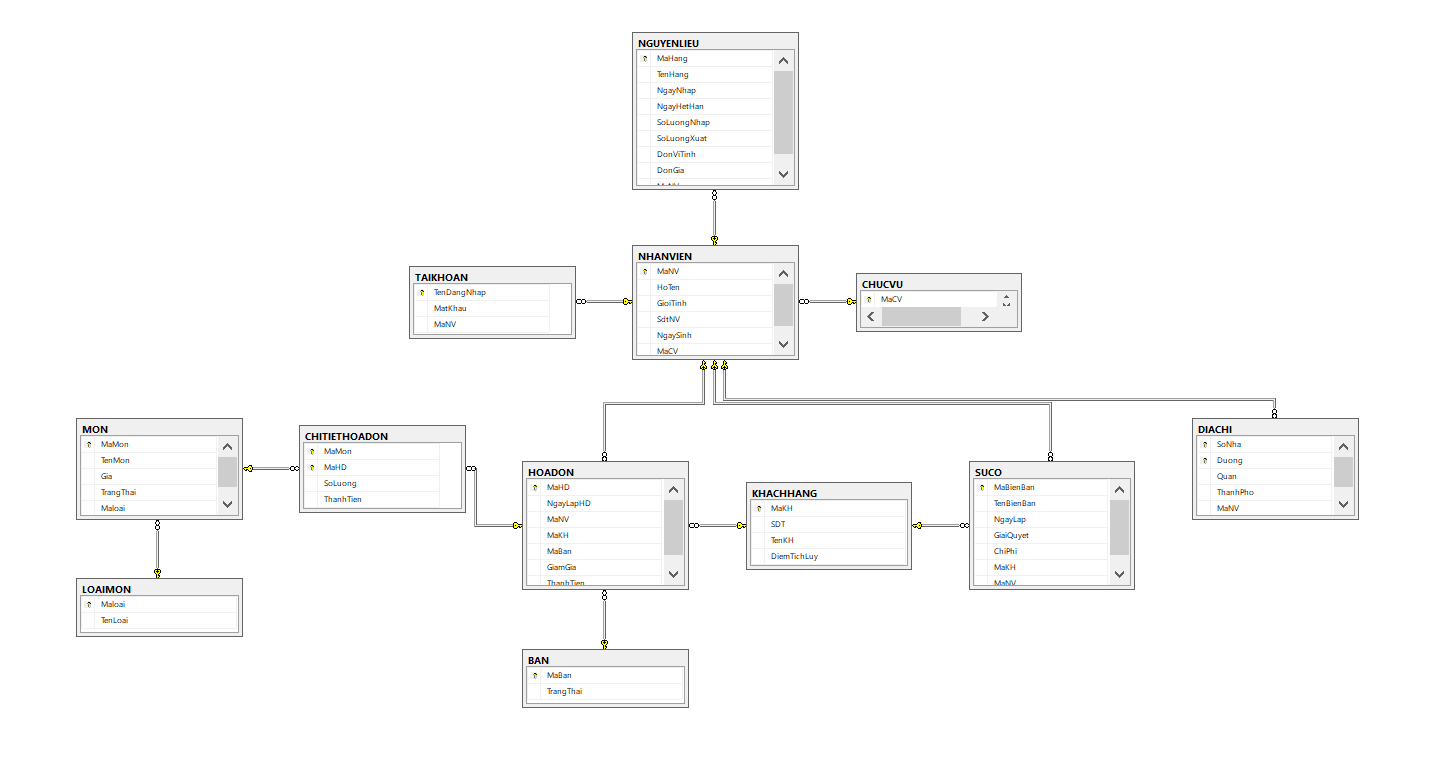 NGUYENLIEU
MaHang
TenHang
NgayNhap
NgayHetHan
SoLuongNhap
SoLuongXuat
DonViTinh
DonGia
TAIKHOAN
TenDangNhap
MatKhau
MaNV
NHANVIEN
MaNV
HoTen
GioiTinh
SdtNV
NgaySinh
MaCV
CHUCVU
MaCV
MON
MaMon
TenMon
Gia
TrangThai
Maloai
CHITIETHOADON
MaMon
MaHD
SoLuong
ThanhTien
HOADON
MaHD
NgayLapHD
MaNV
MaKH
MaBan
GiamGia
ThanhTien
KHACHHANG
MaKH
SDT
TenKH
DiemTichLuy
SUCO
MaBienBan
TenBienBan
NgayLap
GiaiQuyet
ChiPhi
MaKH
MaNV
DIACHI
SoNha
Duong
Quan
ThanhPho
MaNV
LOAIMON
Maloai
TenLoai
BAN
MaBan
TrangThai